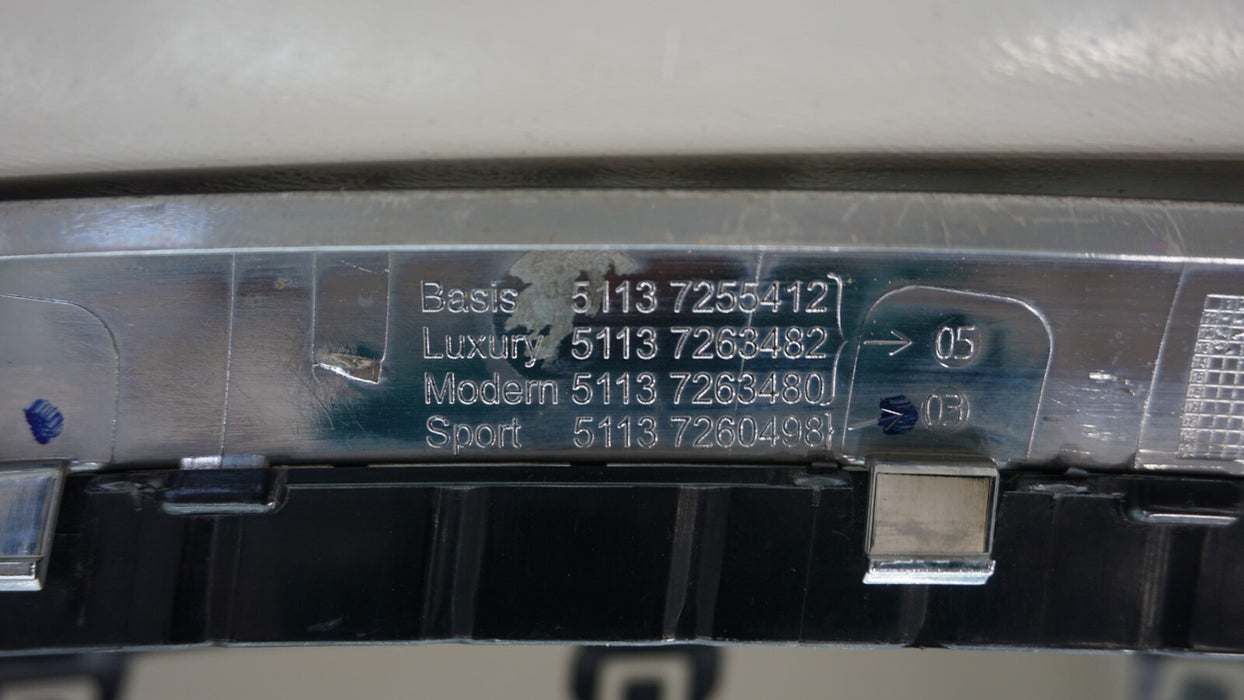 Basis 5113 7255412
Luxury 5113 7263482 → 05
Modern 5113 7263480
Sport 5113 7260498 > 03